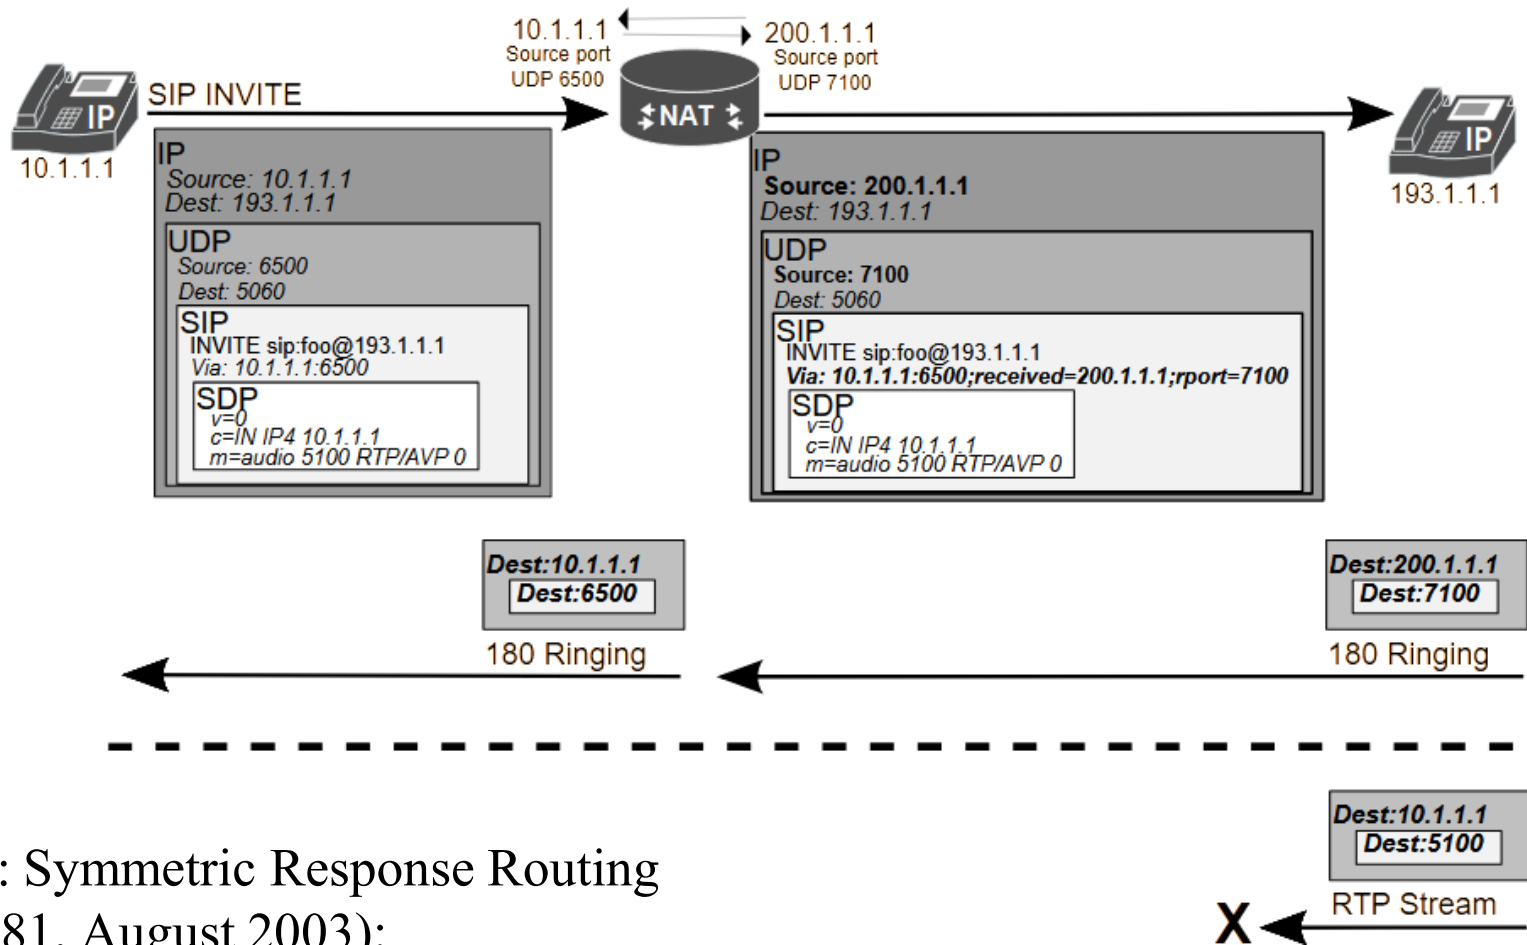 10.1.1.1
Source port
UDP 6500
200.1.1.1
Source port
UDP 7100
IP
10.1.1.1
SIP INVITE
NAT
IP
193.1.1.1
IP
Source: 10.1.1.1
Dest: 193.1.1.1
UDP
Source: 6500
Dest: 5060
SIP
INVITE sip:foo@193.1.1.1
Via: 10.1.1.1:6500
SDP
v=0
c=IN IP4 10.1.1.1
m=audio 5100 RTP/AVP 0
IP
Source: 200.1.1.1
Dest: 193.1.1.1
UDP
Source: 7100
Dest: 5060
SIP
INVITE sip:foo@193.1.1.1
Via: 10.1.1.1:6500;received=200.1.1.1;rport=7100
SDP
v=0
c=IN IP4 10.1.1.1
m=audio 5100 RTP/AVP 0
Dest:10.1.1.1
Dest:6500
180 Ringing
Dest:200.1.1.1
Dest:7100
180 Ringing
Dest:10.1.1.1
Dest:5100
RTP Stream
X
: Symmetric Response Routing
81, August 2003):